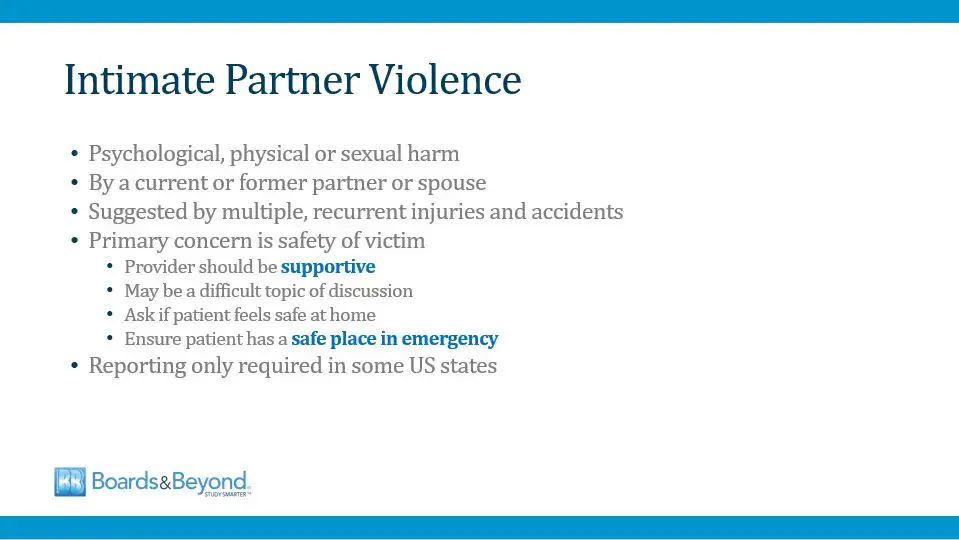 Intimate Partner Violence
• Psychological, physical or sexual harm
• By a current or former partner or spouse
• Suggested by multiple, recurrent injuries and accidents
• Primary concern is safety of victim
• Provider should be supportive
• May be a difficult topic of discussion
• Ask if patient feels safe at home
• Ensure patient has a safe place in emergency
• Reporting only required in some US states
BB Boards&Beyond
STUDY SMARTER™